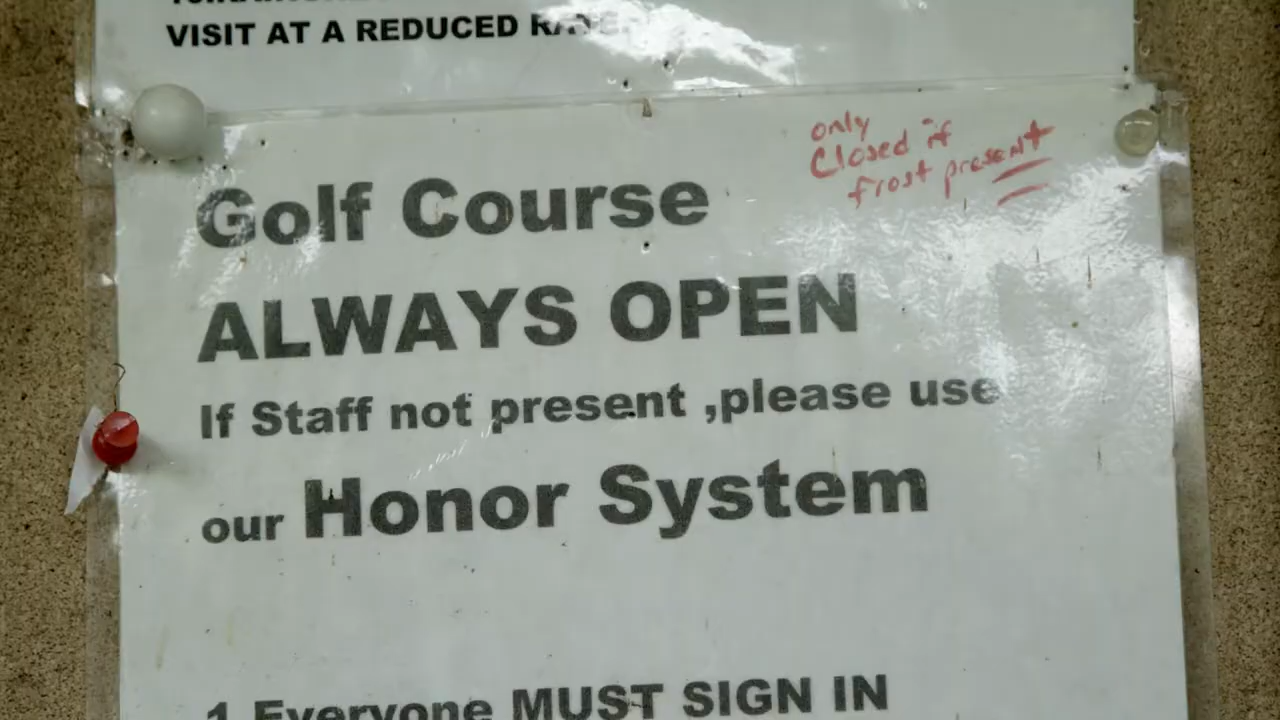 VISIT AT A REDUCED RATE.
only
Closed if
frost present
Golf Course
ALWAYS OPEN
If Staff not present ,please use
our Honor System
1 Everyone MUST SIGN IN